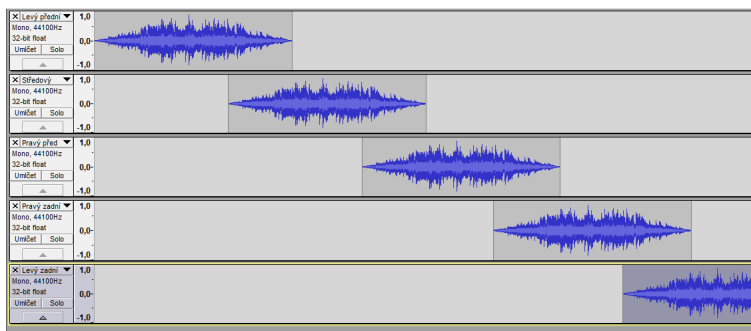 X Levý přední ▼ 1,0
Mono, 44100Hz
32-bit float 0,0-
Umlčet Solo
-1,0
X Středový ▼ 1,0
Mono, 44100Hz
32-bit float 0,0-
Umlčet Solo
-1,0
X Pravý před ▼ 1,0
Mono, 44100Hz
32-bit float 0,0-
Umlčet Solo
-1,0
X Pravý zadní ▼ 1,0
Mono, 44100Hz
32-bit float 0,0-
Umlčet Solo
-1,0
X Levý zadní ▼ 1,0
Mono, 44100Hz
32-bit float 0,0-
Umlčet Solo
-1,0